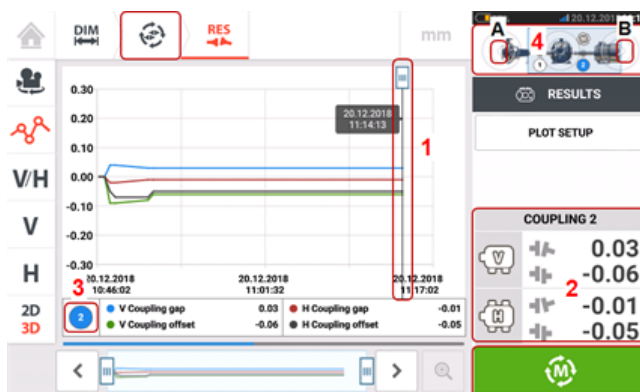 DIM
RES
mm
A
B
4
20.12.2018
1
2
RESULTS
PLOT SETUP
V/H
V
H
2D
3D
0.30
0.20
0.10
0.00
-0.10
-0.20
-0.30
20.12.2018
11:14:13
1
20.12.2018
10:46:02
20.12.2018
11:01:32
20.12.2018
11:17:02
3
2
V Coupling gap 0.03
H Coupling gap -0.01
V Coupling offset -0.06
H Coupling offset -0.05
COUPLING 2
V
0.03
-0.06
2
H
-0.01
-0.05
M